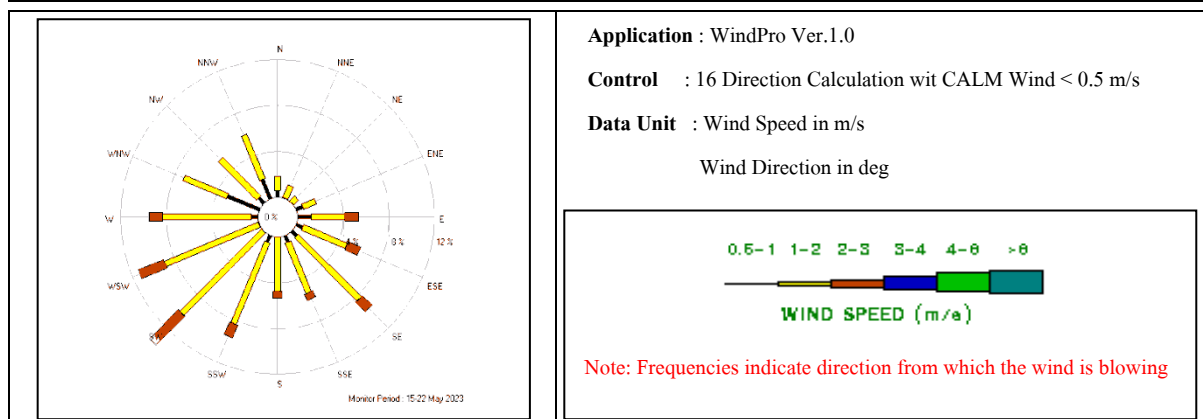 N
NNW
NNE
NW
NE
WNW
ENE
W
0 %
E
4 %
8 %
12 %
WSW
ESE
SW
SE
SSW
SSE
S
Monitor Period : 15-22 May 2023
Application : WindPro Ver.1.0
Control : 16 Direction Calculation wit CALM Wind < 0.5 m/s
Data Unit : Wind Speed in m/s
Wind Direction in deg
0.5-1 1-2 2-3 3-4 4-6 >6
WIND SPEED (m/s)
Note: Frequencies indicate direction from which the wind is blowing